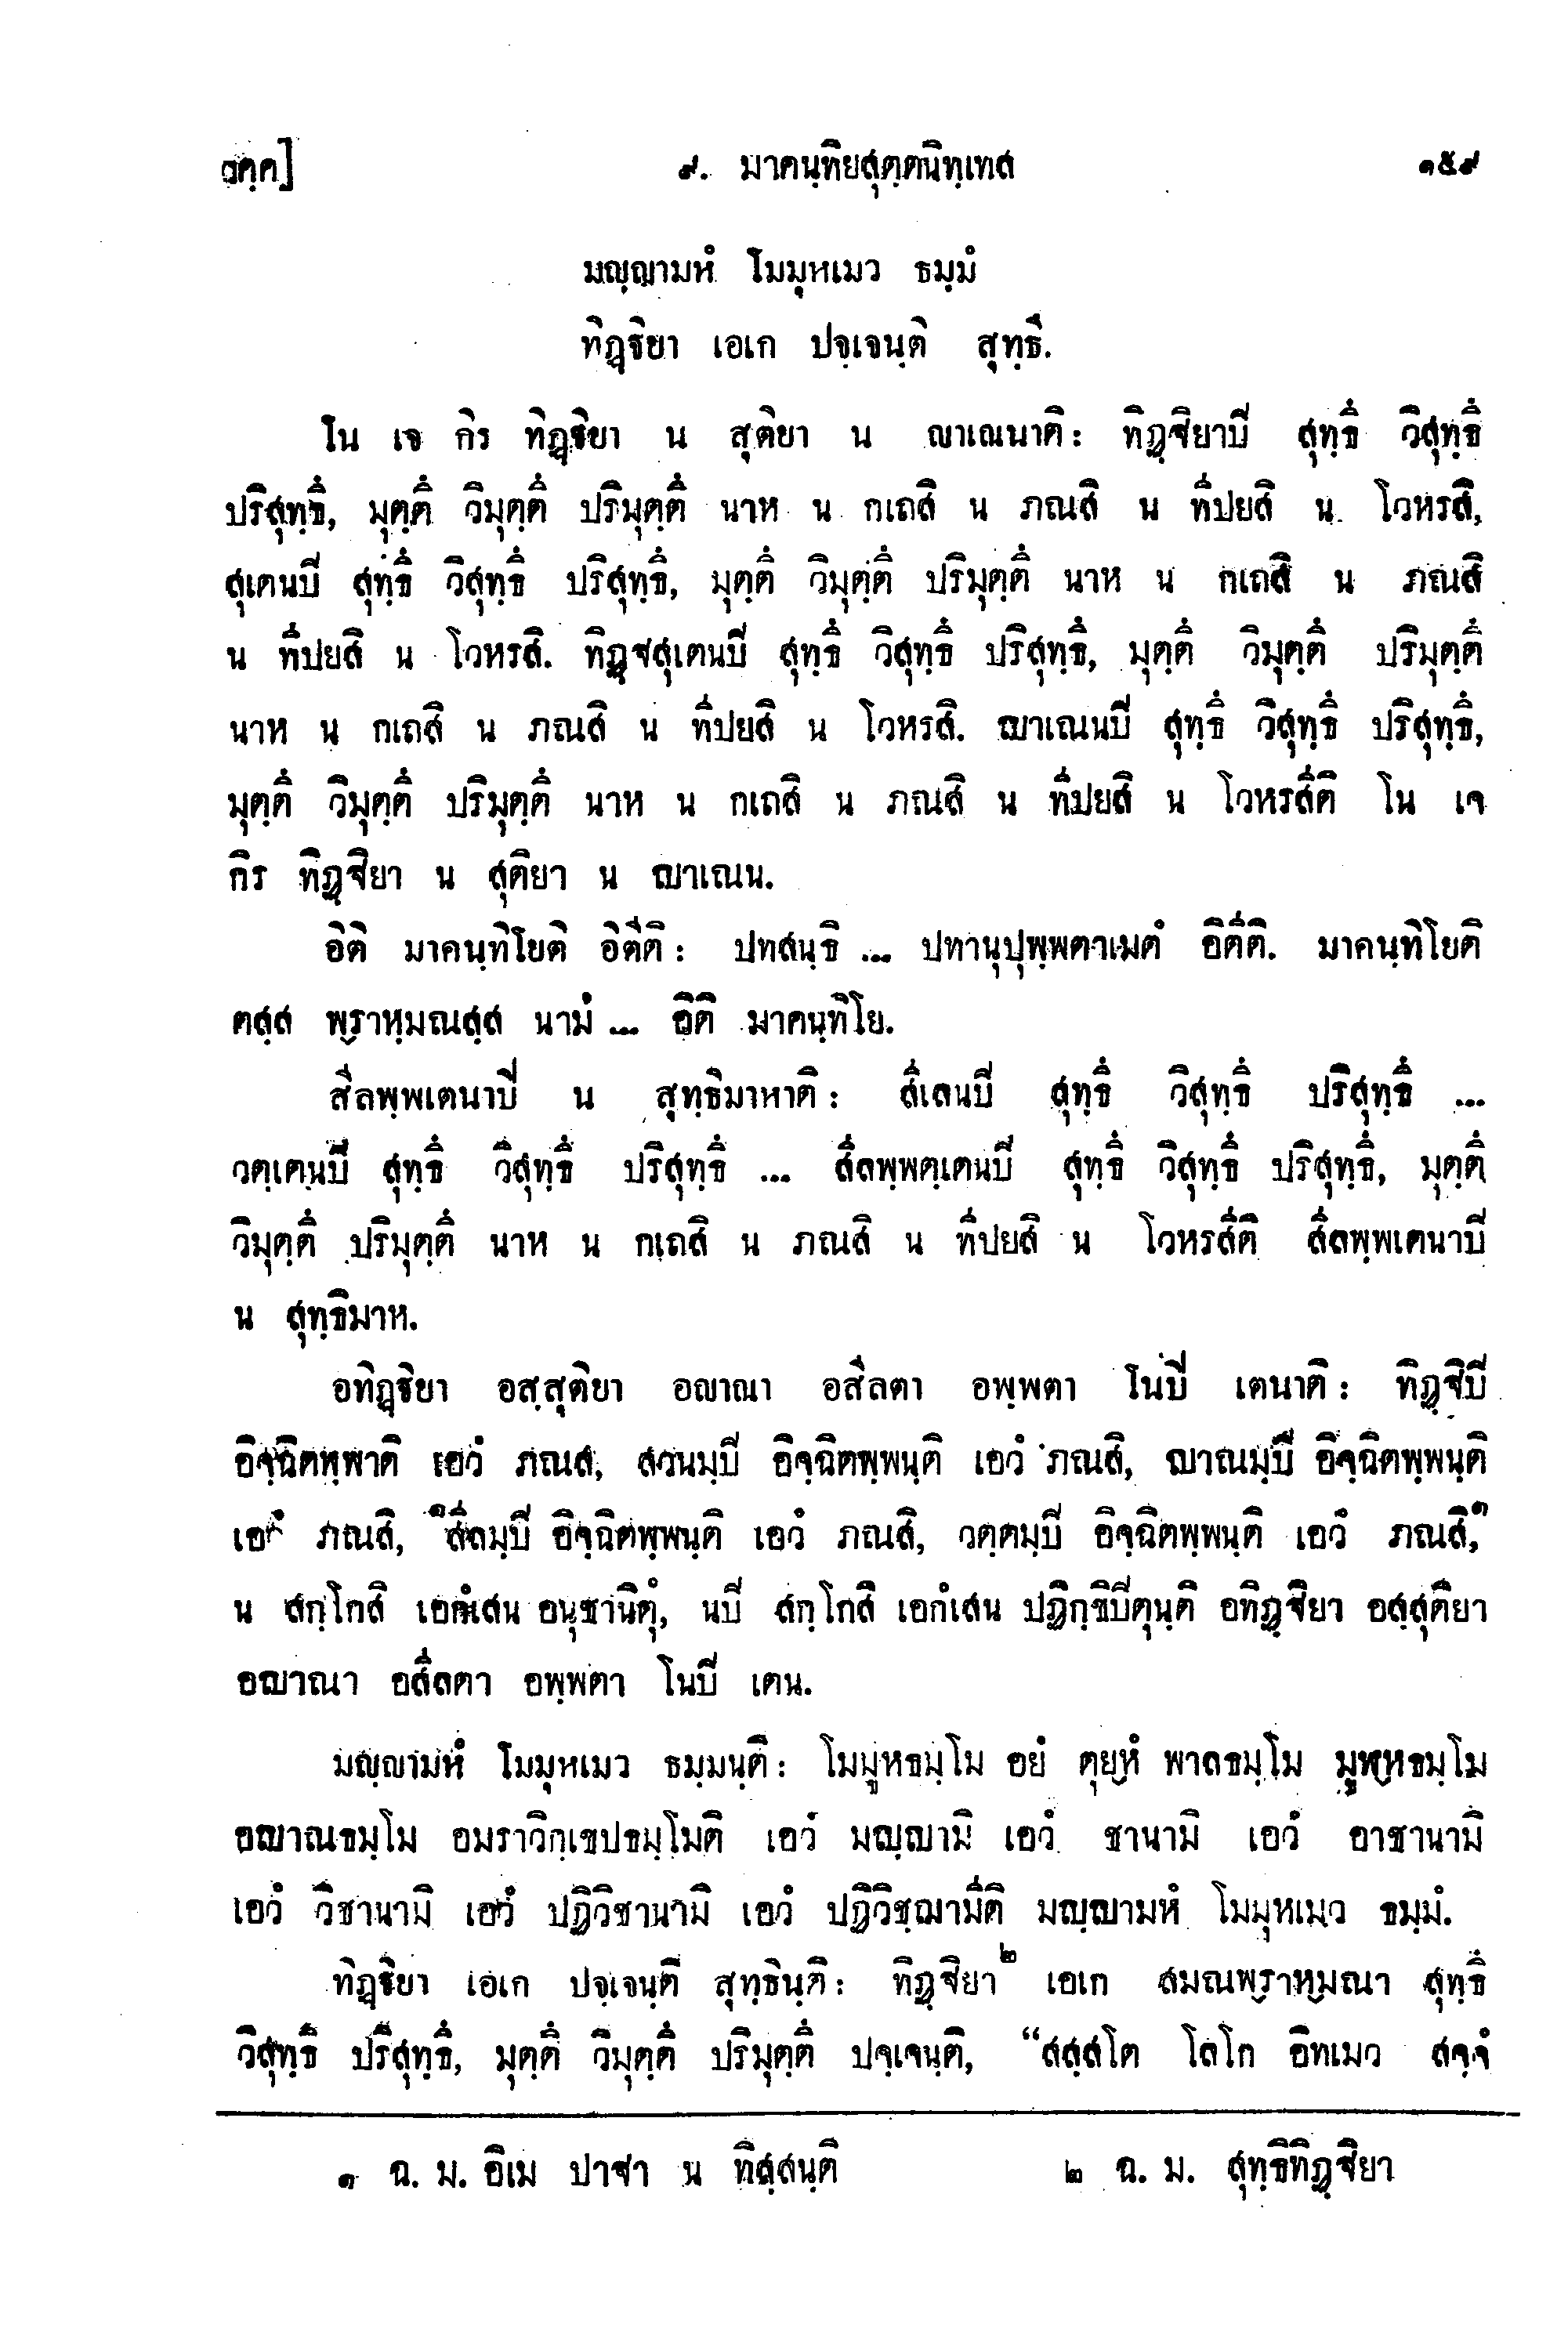 วคฺค]	๙. มาคนฺทิยสุตฺตนิทฺเทส	๑๕๙
มญฺญามหํ โมมุหเมว ธมฺมํ
ทิฏฺฐิยา เอเก ปจฺเจนฺติ สุทฺธึ.
โน เจ กิร ทิฏฺฐิยา น สุติยา น ญาเณนาติ: ทิฏฺฐิยาปิ สุทฺธึ วิสุทฺธึ
ปริสุทฺธึ, มุตฺตึ วิมุตฺตึ ปริมุตฺตึ นาห น กเถสิ น ภณสิ น ทีปยสิ น โวหรสิ,
สุเตนปิ สุทฺธึ วิสุทฺธึ ปริสุทฺธึ, มุตฺตึ วิมุตฺตึ ปริมุตฺตึ นาห น กเถสิ น ภณสิ
น ทีปยสิ น โวหรสิ. ทิฏฺฐสุเตนปิ สุทฺธึ วิสุทฺธึ ปริสุทฺธึ, มุตฺตึ วิมุตฺตึ ปริมุตฺตึ
นาห น กเถสิ น ภณสิ น ทีปยสิ น โวหรสิ. ญาเณนปิ สุทฺธึ วิสุทฺธึ ปริสุทฺธึ,
มุตฺตึ วิมุตฺตึ ปริมุตฺตึ นาห น กเถสิ น ภณสิ น ทีปยสิ น โวหรสีติ โน เจ
กิร ทิฏฺฐิยา น สุติยา น ญาเณน.
อิติ มาคนฺทิโยติ อิตีติ: ปทสนฺธิ ... ปทานุปุพฺพตาเมตํ อิตีติ. มาคนฺทิโยติ
ตสฺส พฺราหฺมณสฺส นามํ ... อิติ มาคนฺทิโย.
สีลพฺพเตนาปิ น สุทฺธิมาหาติ: สีเลนปิ สุทฺธึ วิสุทฺธึ ปริสุทฺธึ ...
วตฺเตนปิ สุทฺธึ วิสุทฺธึ ปริสุทฺธึ ... สีลพฺพตฺเตนปิ สุทฺธึ วิสุทฺธึ ปริสุทฺธึ, มุตฺตึ
วิมุตฺตึ ปริมุตฺตึ นาห น กเถสิ น ภณสิ น ทีปยสิ น โวหรสีติ สีลพฺพเตนาปิ
น สุทฺธิมาห.
อทิฏฺฐิยา อสฺสุติยา อญาณา อสีลตา อพฺพตา โนปิ เตนาติ: ทิฏฺฐิปิ
อิจฺฉิตพฺพาติ เอวํ ภณสิ, สวนมฺปิ อิจฺฉิตพฺพนฺติ เอวํ ภณสิ, ญาณมฺปิ อิจฺฉิตพฺพนฺติ
เอวํ ภณสิ, ๑สีลมฺปิ อิจฺฉิตพฺพนฺติ เอวํ ภณสิ, วตฺตมฺปิ อิจฺฉิตพฺพนฺติ เอวํ ภณสิ,๑
น สกฺโกสิ เอกํเสน อนุชานิตุํ, นปิ สกฺโกสิ เอกํเสน ปฏิกฺขิปิตุนฺติ อทิฏฺฐิยา อสฺสุติยา
อญาณา อสีลตา อพฺพตา โนปิ เตน.
มญฺญามหํ โมมุหเมว ธมฺมนฺติ: โมมูหธมฺโม อยํ ตุยฺหํ พาลธมฺโม มูฬฺหธมฺโม
อญาณธมฺโม อมราวิกฺเขปธมฺโมติ เอวํ มญฺญามิ เอวํ ชานามิ เอวํ อาชานามิ
เอวํ วิชานามิ เอวํ ปฏิวิชานามิ เอวํ ปฏิวิชฺฌามีติ มญฺญามหํ โมมุหเมว ธมฺมํ.
ทิฏฺฐิยา เอเก ปจฺเจนฺติ สุทฺธินฺติ: ทิฏฺฐิยา๒ เอเก สมณพฺราหฺมณา สุทฺธึ
วิสุทฺธึ ปริสุทฺธึ, มุตฺตึ วิมุตฺตึ ปริมุตฺตึ ปจฺเจนฺติ, “สสฺสโต โลโก อิทเมว สจฺจํ
๑ ฉ. ม. อิเม ปาฐา น ทิสฺสนฺติ	๒ ฉ. ม. สุทฺธิทิฏฺฐิยา